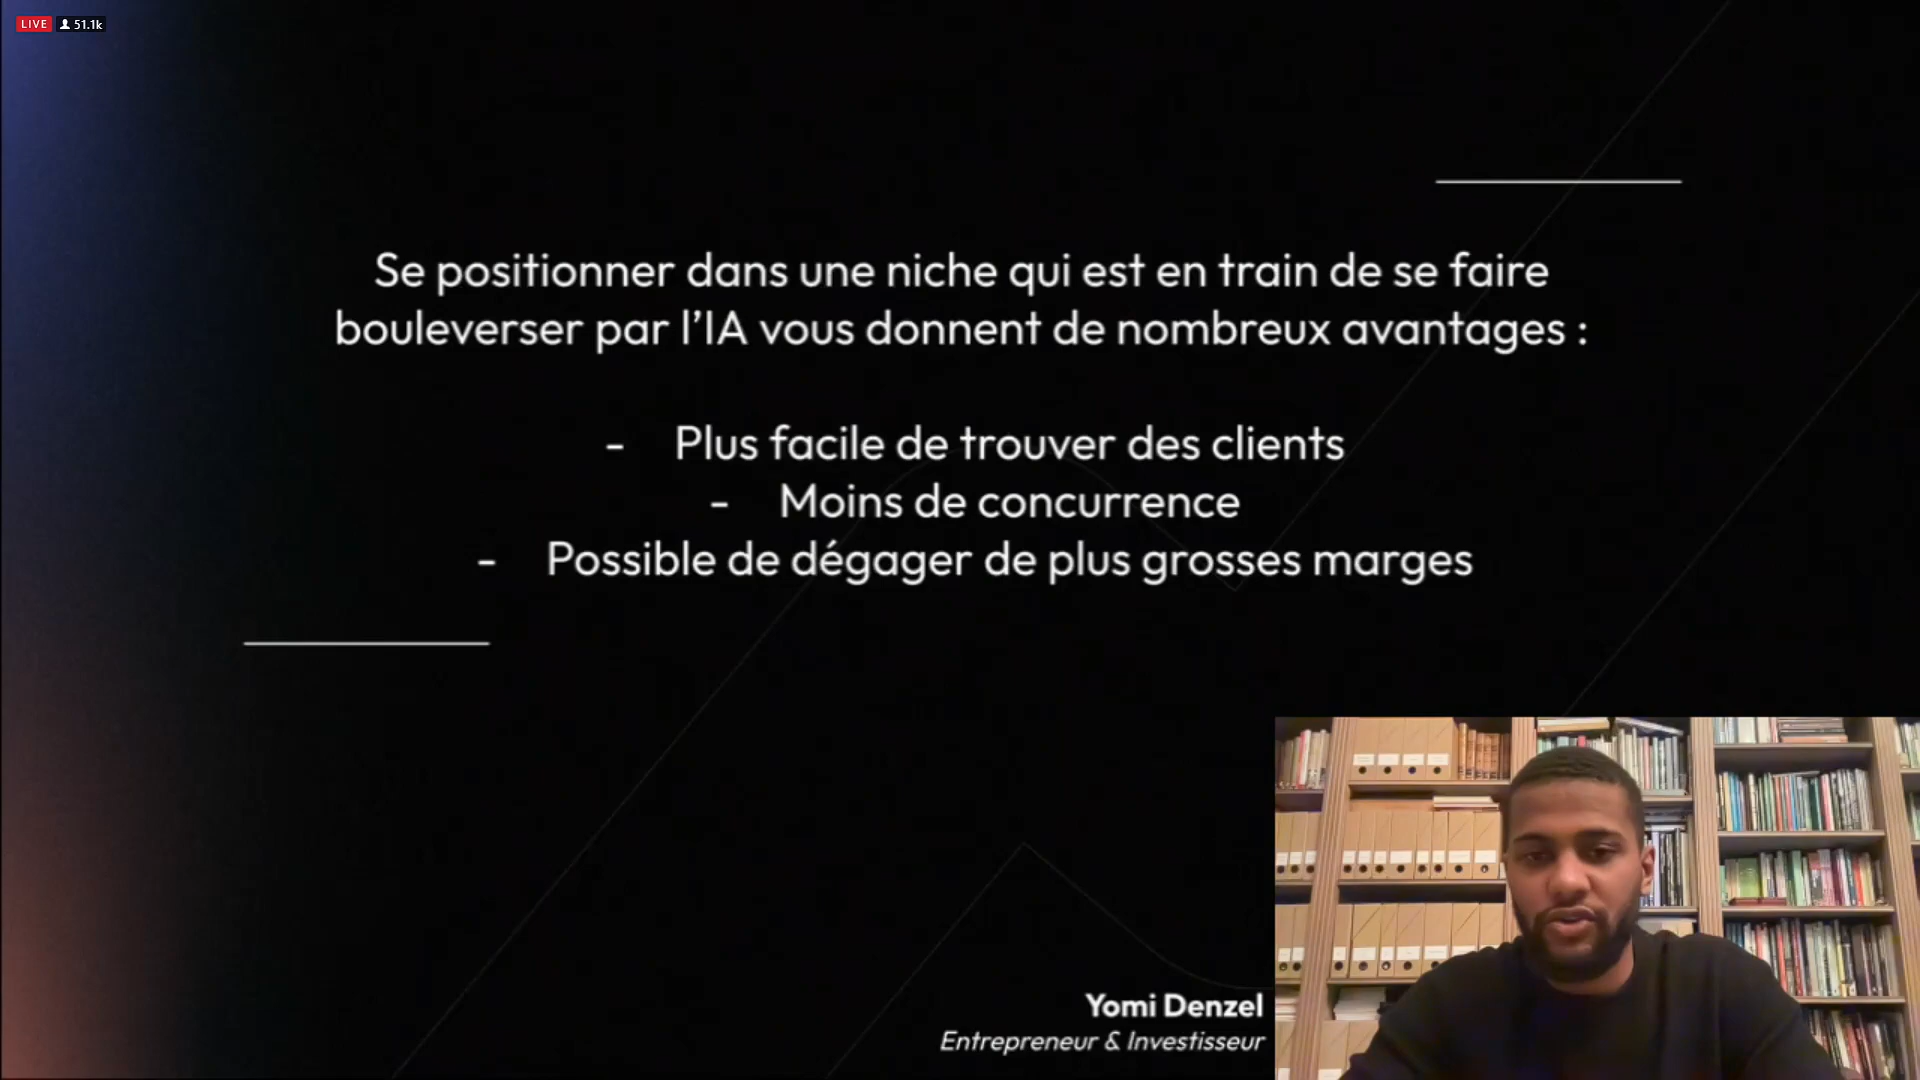 LIVE 51.1k
Se positionner dans une niche qui est en train de se faire
bouleverser par l’IA vous donnent de nombreux avantages :
- Plus facile de trouver des clients
- Moins de concurrence
- Possible de dégager de plus grosses marges
Yomi Denzel
Entrepreneur & Investisseur